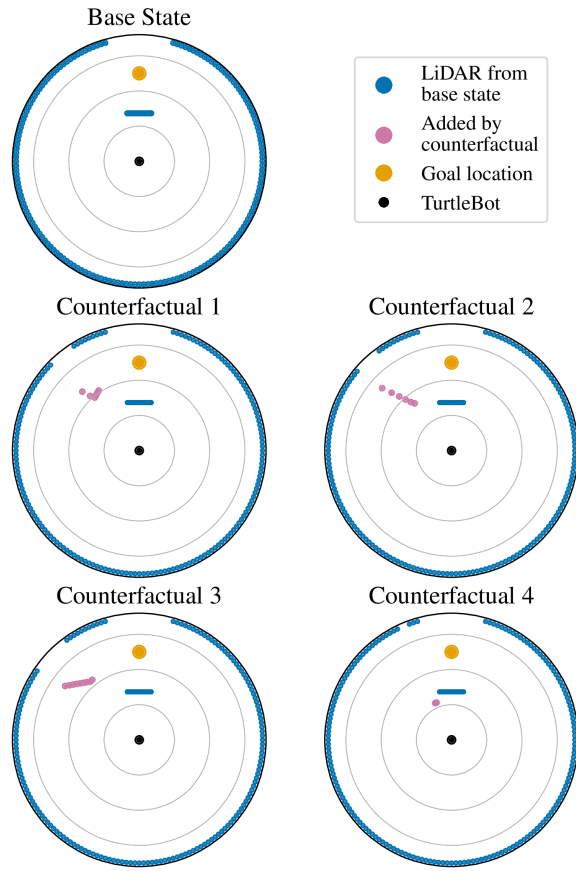 Base State
LiDAR from
base state
Added by
counterfactual
Goal location
TurtleBot
Counterfactual 1
Counterfactual 2
Counterfactual 3
Counterfactual 4